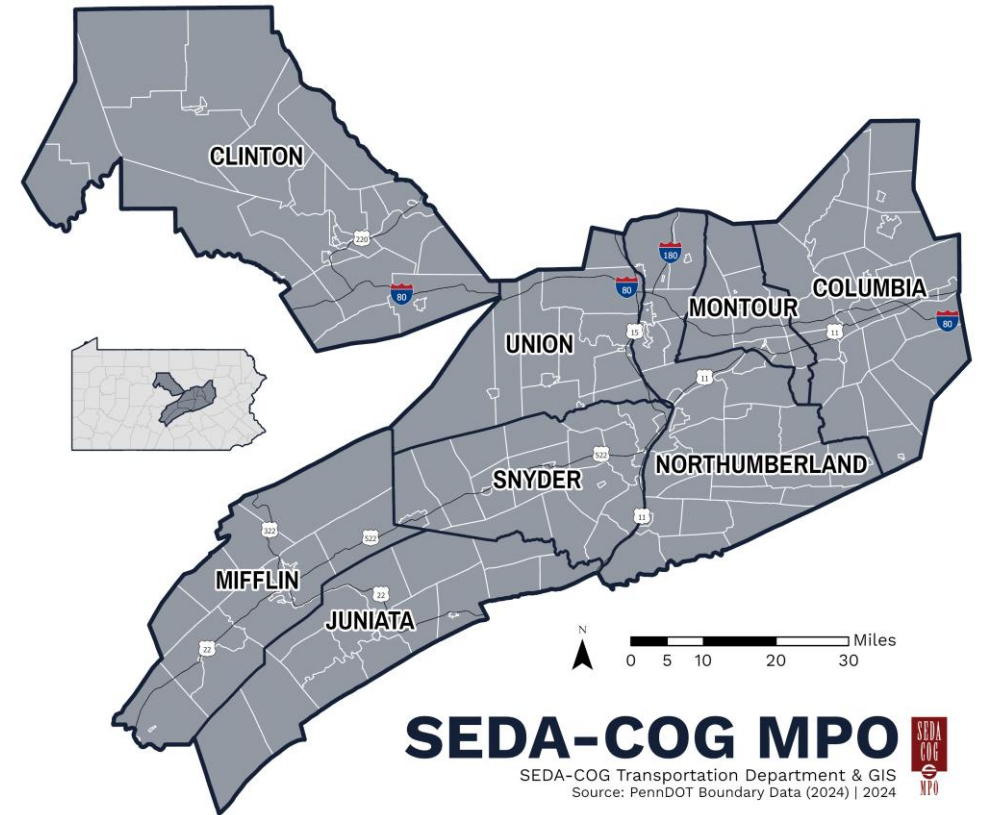 CLINTON
220
80
180
80
COLUMBIA
MONTOUR
80
UNION
15
11
11
SNYDER
522
NORTHUMBERLAND
11
322
522
MIFFLIN
22
JUNIATA
22
N
Miles
0 5 10 20 30
SEDA-COG MPO
SEDA-COG Transportation Department & GIS
Source: PennDOT Boundary Data (2024) | 2024
SEDA
COG
MPO